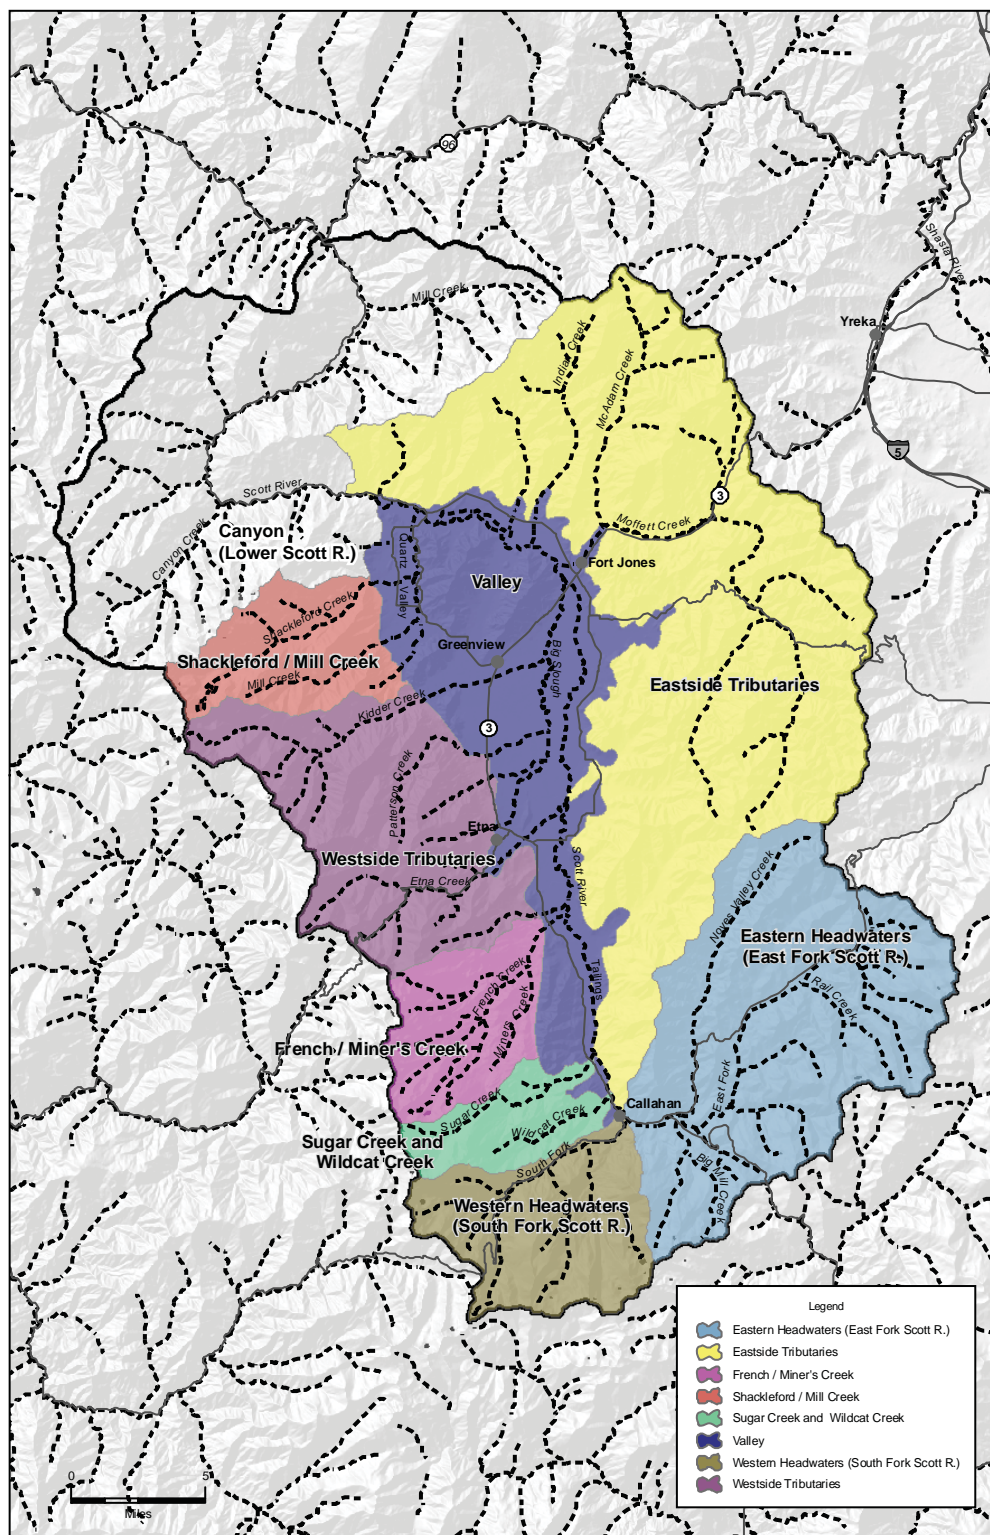 96
Shasta River
Mill Creek
Yreka
Indian Creek
McAdam Creek
5
3
Scott River
Moffert Creek
Canyon Creek
Canyon
(Lower Scott R.)
Quartz Valley
Fort Jones
Valley
Shackleford Creek
Greenview
Big Slough
Shackleford / Mill Creek
Mill Creek
Eastside Tributaries
Kidder Creek
3
Patterson Creek
Etna
Westside Tributaries
Etna Creek
Scott River
Noyes Valley Creek
Eastern Headwaters
(East Fork Scott R.)
Tailings
French Creek
Rail Creek
Miners Creek
French / Miner's Creek
East Fork
Sugar Creek
Callahan
Wildcat Creek
Sugar Creek and
Wildcat Creek
South Fork
Big Mill Creek
Western Headwaters
(South Fork Scott R.)
Legend
Eastern Headwaters (East Fork Scott R.)
Eastside Tributaries
French / Miner's Creek
Shackleford / Mill Creek
Sugar Creek and Wildcat Creek
Valley
Western Headwaters (South Fork Scott R.)
Westside Tributaries
0 5
Miles